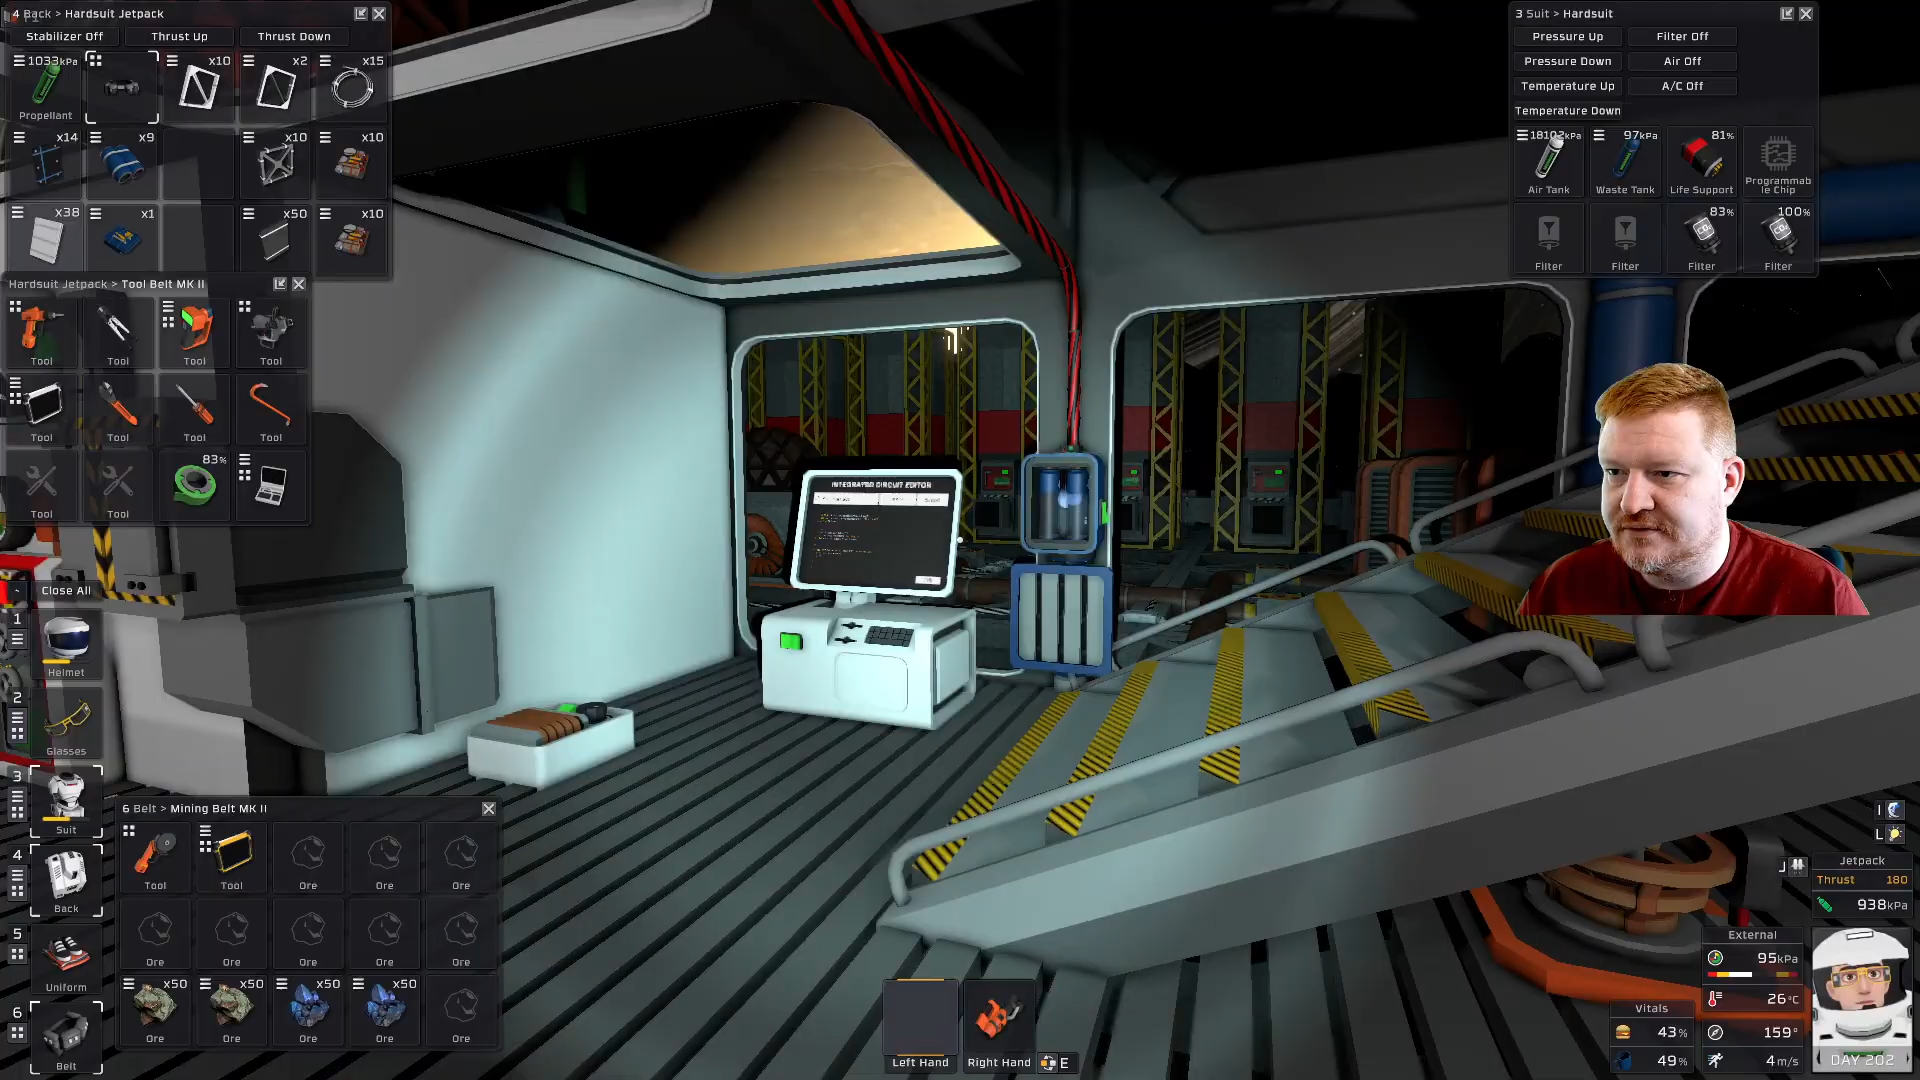 4 Back > Hardsuit Jetpack
Stabilizer Off
Thrust Up
Thrust Down
1033kPa
x10
x2
x15
Propellant
x14
x9
x10
x10
x38
x1
x50
x10
Hardsuit Jetpack > Tool Belt MK II
Tool
Tool
Tool
Tool
Tool
Tool
Tool
Tool
83%
Tool
Tool
~
Close All
1
Helmet
2
Glasses
3
Suit
4
Back
5
Uniform
6
Belt
6 Belt > Mining Belt MK II
Tool
Tool
Ore
Ore
Ore
Ore
Ore
Ore
Ore
Ore
x50
x50
x50
x50
Ore
Ore
Ore
Ore
Ore
INTEGRATED CIRCUIT EDITOR
Left Hand
Right Hand
E
3 Suit > Hardsuit
Pressure Up
Filter Off
Pressure Down
Air Off
Temperature Up
A/C Off
Temperature Down
18102kPa
97kPa
81%
Air Tank
Waste Tank
Life Support
Programmab
le Chip
83%
100%
Filter
Filter
Filter
Filter
I
L
J
Jetpack
Thrust 180
938kPa
External
95kPa
26°C
159°
4m/s
Vitals
43%
49%
DAY 202